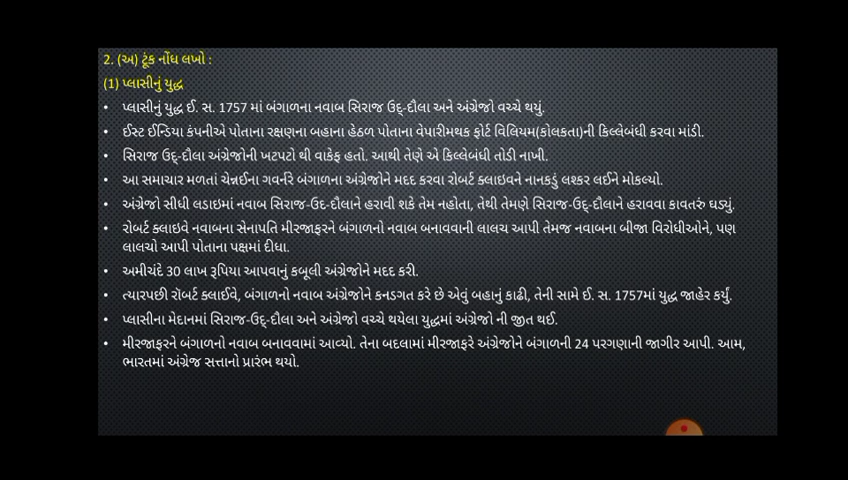 2. (અ) ટૂંક નોંધ લખો :
(1) પ્લાસીનું યુદ્ધ
• પ્લાસીનું યુદ્ધ ઈ. સ. 1757 માં બંગાળના નવાબ સિરાજ ઉદ્-દૌલા અને અંગ્રેજો વચ્ચે થયું.
• ઈસ્ટ ઈન્ડિયા કંપનીએ પોતાના રક્ષણના બહાના હેઠળ પોતાના વેપારીમથક ફોર્ટ વિલિયમ(કોલકતા)ની કિલ્લેબંધી કરવા માંડી.
• સિરાજ ઉદ્-દૌલા અંગ્રેજોની ખટપટો થી વાકેફ હતો. આથી તેણે એ કિલ્લેબંધી તોડી નાખી.
• આ સમાચાર મળતાં ચેન્નઈના ગવર્નરે બંગાળના અંગ્રેજોને મદદ કરવા રોબર્ટ ક્લાઇવને નાનકડું લશ્કર લઈને મોકલ્યો.
• અંગ્રેજો સીધી લડાઇમાં નવાબ સિરાજ-ઉદ-દૌલાને હરાવી શકે તેમ નહોતા, તેથી તેમણે સિરાજ-ઉદ્-દૌલાને હરાવવા કાવતરું ઘડ્યું.
• રોબર્ટ ક્લાઇવે નવાબના સેનાપતિ મીરજાફરને બંગાળનો નવાબ બનાવવાની લાલચ આપી તેમજ નવાબના બીજા વિરોધીઓને, પણ
લાલચો આપી પોતાના પક્ષમાં દીધા.
• અમીચંદે 30 લાખ રૂપિયા આપવાનું કબૂલી અંગ્રેજોને મદદ કરી.
• ત્યારપછી રૉબર્ટ ક્લાઈવે, બંગાળનો નવાબ અંગ્રેજોને કનડગત કરે છે એવું બહાનું કાઢી, તેની સામે ઈ. સ. 1757માં યુદ્ધ જાહેર કર્યું.
• પ્લાસીના મેદાનમાં સિરાજ-ઉદ્-દૌલા અને અંગ્રેજો વચ્ચે થયેલા યુદ્ધમાં અંગ્રેજો ની જીત થઈ.
• મીરજાફરને બંગાળનો નવાબ બનાવવામાં આવ્યો. તેના બદલામાં મીરજાફરે અંગ્રેજોને બંગાળની 24 પરગણાની જાગીર આપી. આમ,
ભારતમાં અંગ્રેજ સત્તાનો પ્રારંભ થયો.